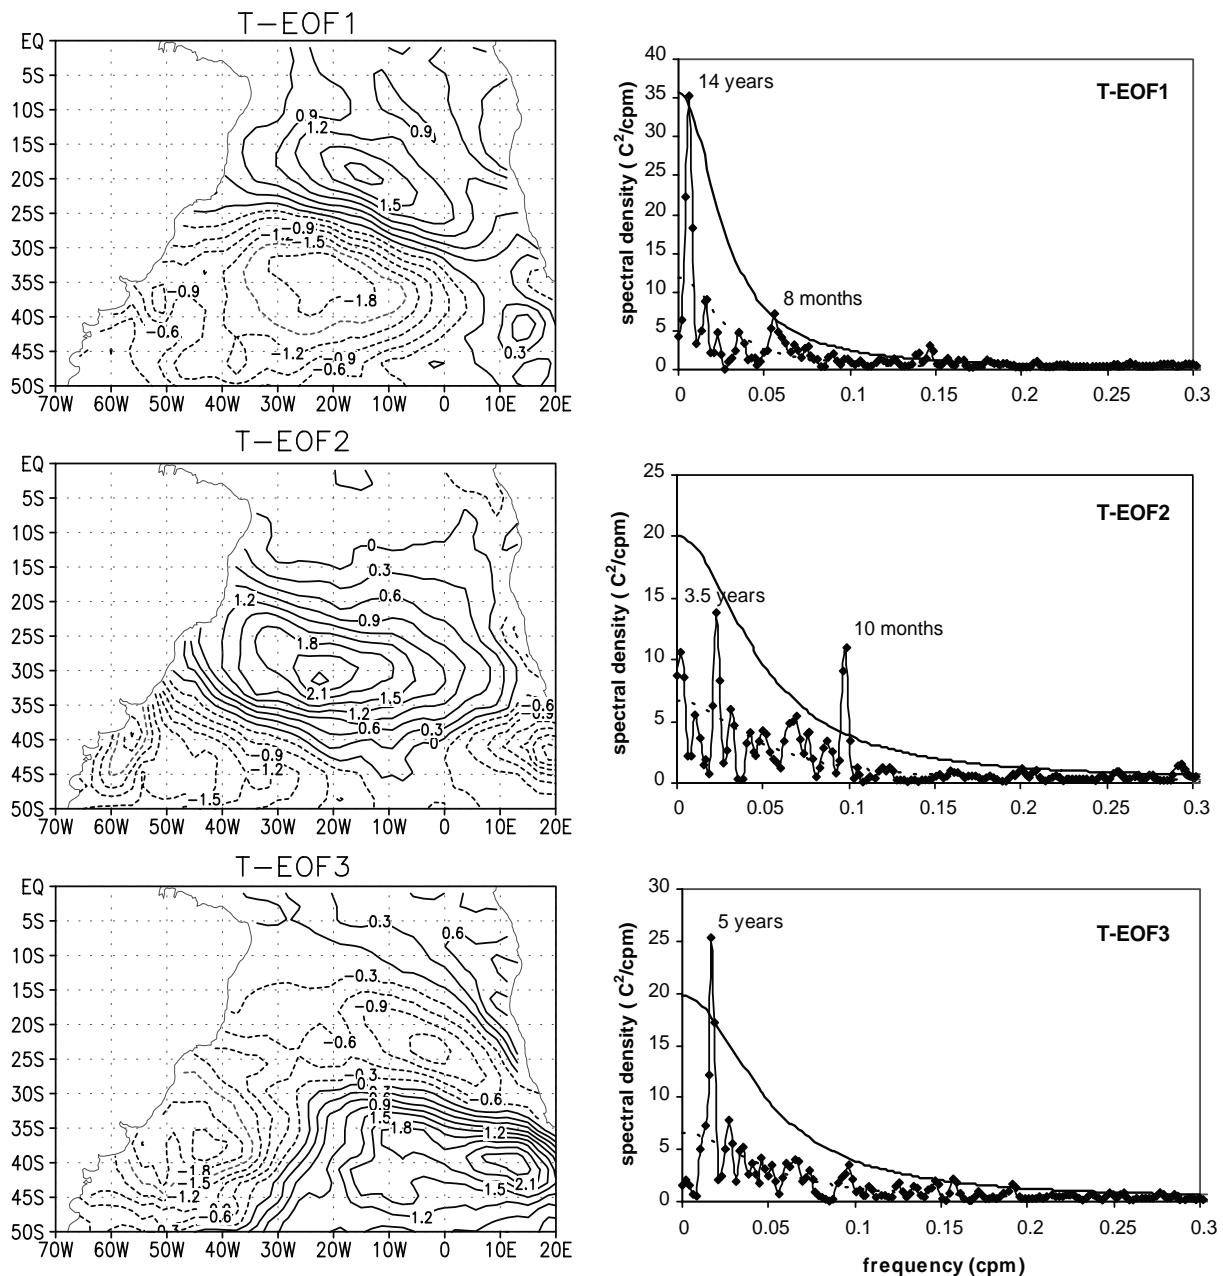 T-EOF1
EQ
5S
10S
15S
20S
25S
30S
35S
40S
45S
50S
70W 60W 50W 40W 30W 20W 10W 0 10E 20E
0.9
1.2
0.9
1.5
-0.9
-1.5
-1.8
-0.9
-0.6
-1.2
-0.9
-0.6
0.3
spectral density ( C²/cpm)
40
35
30
25
20
15
10
5
0
14 years
T-EOF1
8 months
0 0.05 0.1 0.15 0.2 0.25 0.3
T-EOF2
EQ
5S
10S
15S
20S
25S
30S
35S
40S
45S
50S
70W 60W 50W 40W 30W 20W 10W 0 10E 20E
0
0.3
0.6
1.2
0.9
1.8
2.1
1.5
1.2
0.6
0.3
0
-0.6
-0.9
-0.9
-1.2
-1.5
spectral density ( C²/cpm)
25
20
15
10
5
0
T-EOF2
3.5 years
10 months
0 0.05 0.1 0.15 0.2 0.25 0.3
T-EOF3
EQ
5S
10S
15S
20S
25S
30S
35S
40S
45S
50S
70W 60W 50W 40W 30W 20W 10W 0 10E 20E
0.3
0.6
-0.3
-0.9
-0.6
-0.3
-0.6
0.9
1.5
1.8
1.2
-1.8
-1.5
-1.2
2.1
1.5
1.2
spectral density ( C²/cpm)
30
25
20
15
10
5
0
5 years
T-EOF3
0 0.05 0.1 0.15 0.2 0.25 0.3
frequency (cpm)